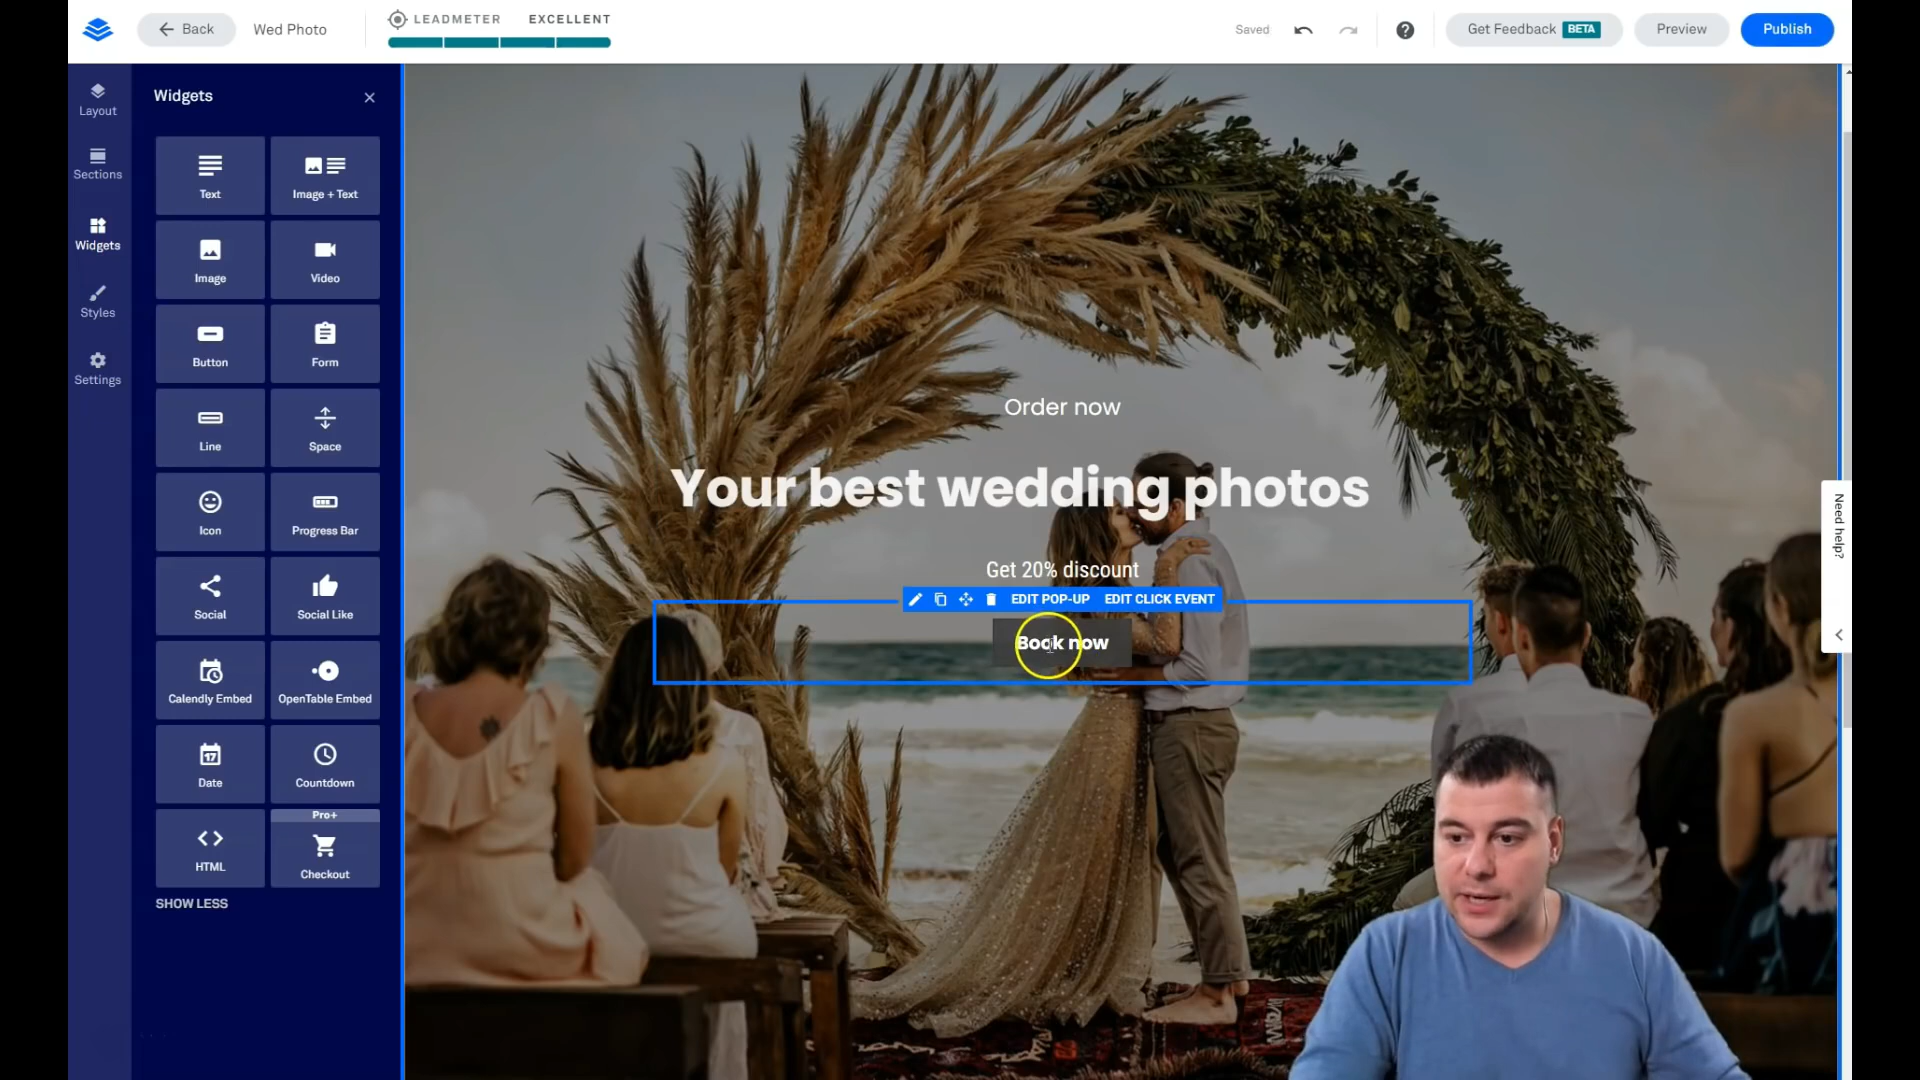 Back
Wed Photo
LEADMETER EXCELLENT
Saved
Get Feedback BETA
Preview
Publish
Layout
Sections
Widgets
Styles
Settings
Widgets
Text
Image + Text
Image
Video
Button
Form
Line
Space
Icon
Progress Bar
Social
Social Like
Calendly Embed
OpenTable Embed
17
Date
Countdown
HTML
Pro+
Checkout
SHOW LESS
Order now
Your best wedding photos
Get 20% discount
EDIT POP-UP EDIT CLICK EVENT
Book now
Need help?